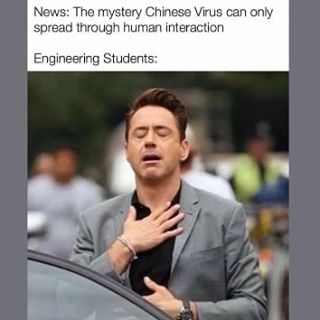 News: The mystery Chinese Virus can only
spread through human interaction
Engineering Students: